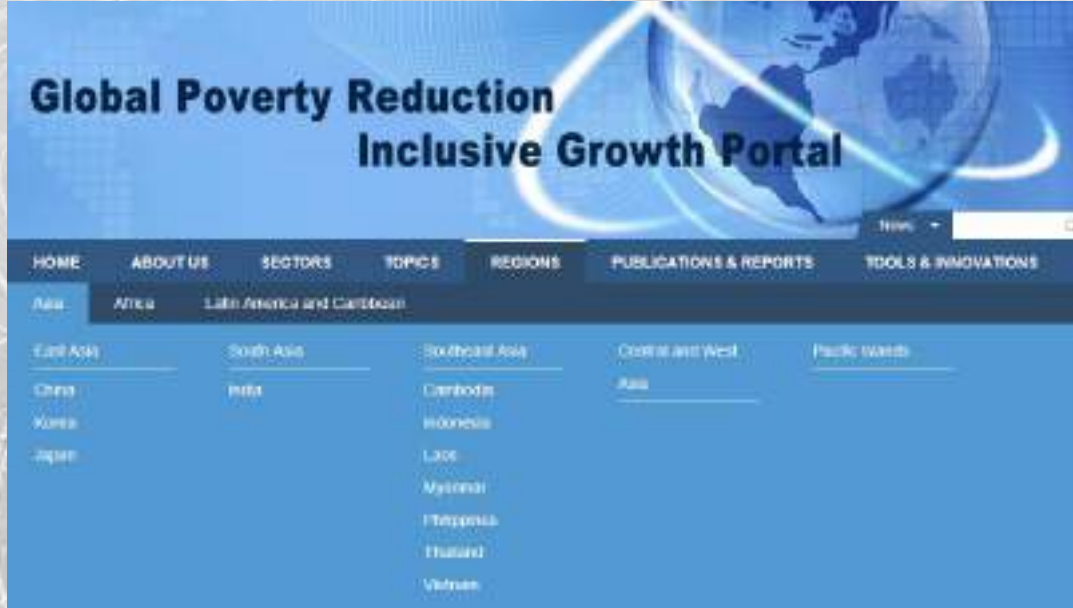 Global Poverty Reduction
Inclusive Growth Portal
News
HOME ABOUT US SECTORS TOPICS REGIONS PUBLICATIONS & REPORTS TOOLS & INNOVATIONS
Asia Africa Latin America and Caribbean
East Asia South Asia Southeast Asia Central and West Pacific Islands
Asia
China India Cambodia
Korea Indonesia
Japan Laos
Myanmar
Philippines
Thailand
Vietnam